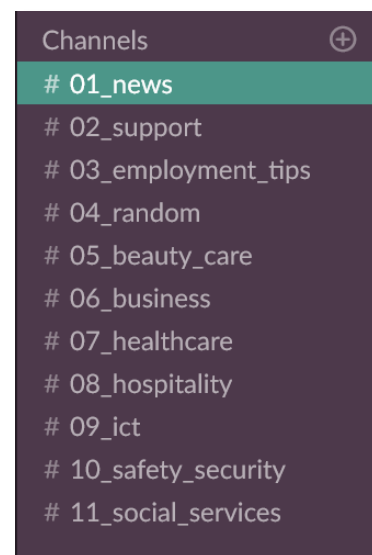 Channels
# 01_news
# 02_support
# 03_employment_tips
# 04_random
# 05_beauty_care
# 06_business
# 07_healthcare
# 08_hospitality
# 09_ict
# 10_safety_security
# 11_social_services